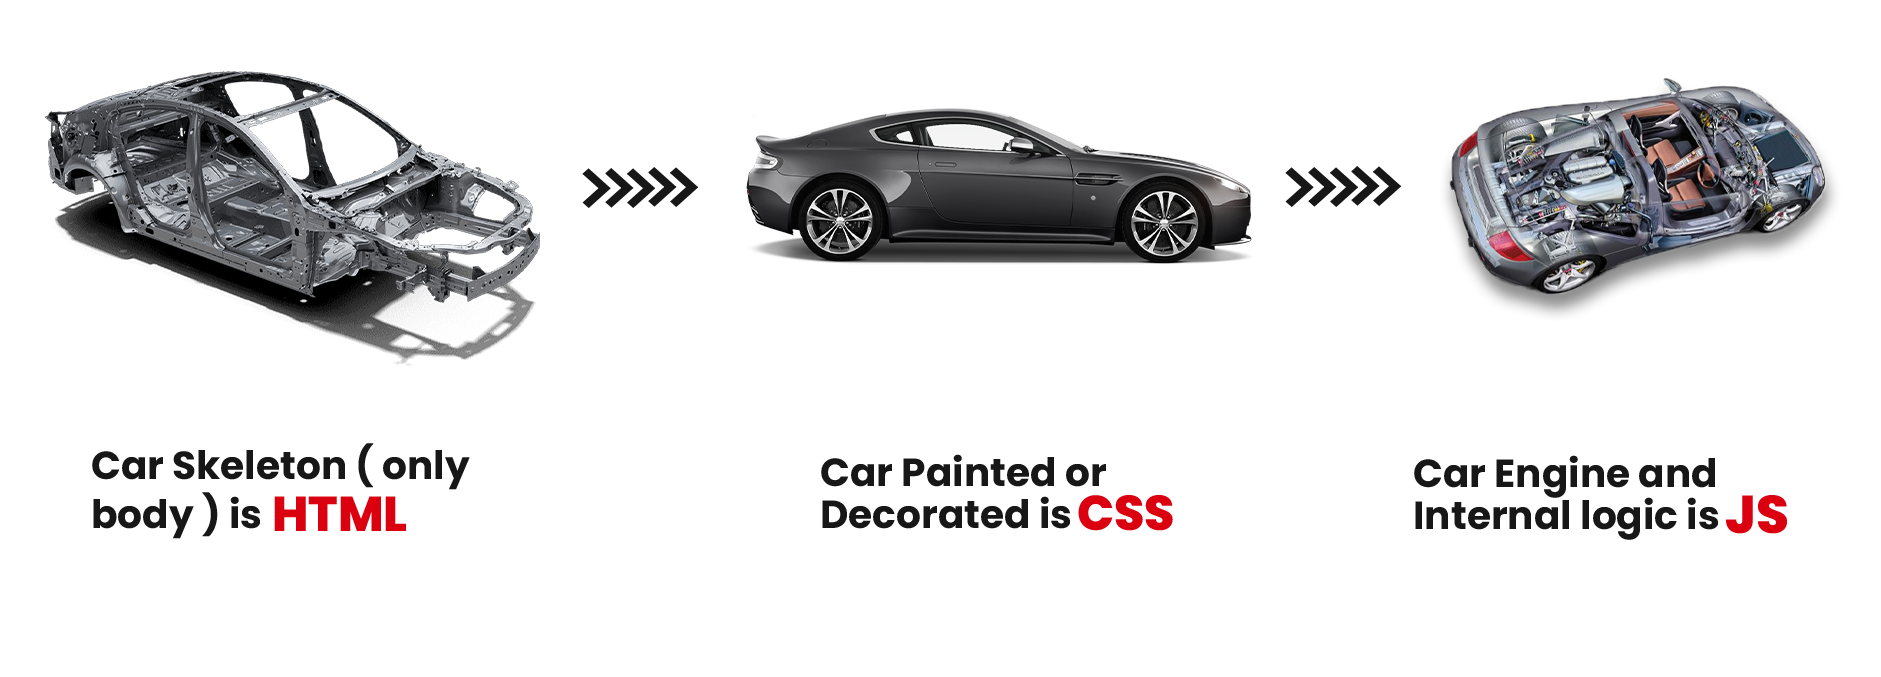 Car Skeleton ( only
body ) is HTML
Car Painted or
Decorated is CSS
Car Engine and
Internal logic is JS